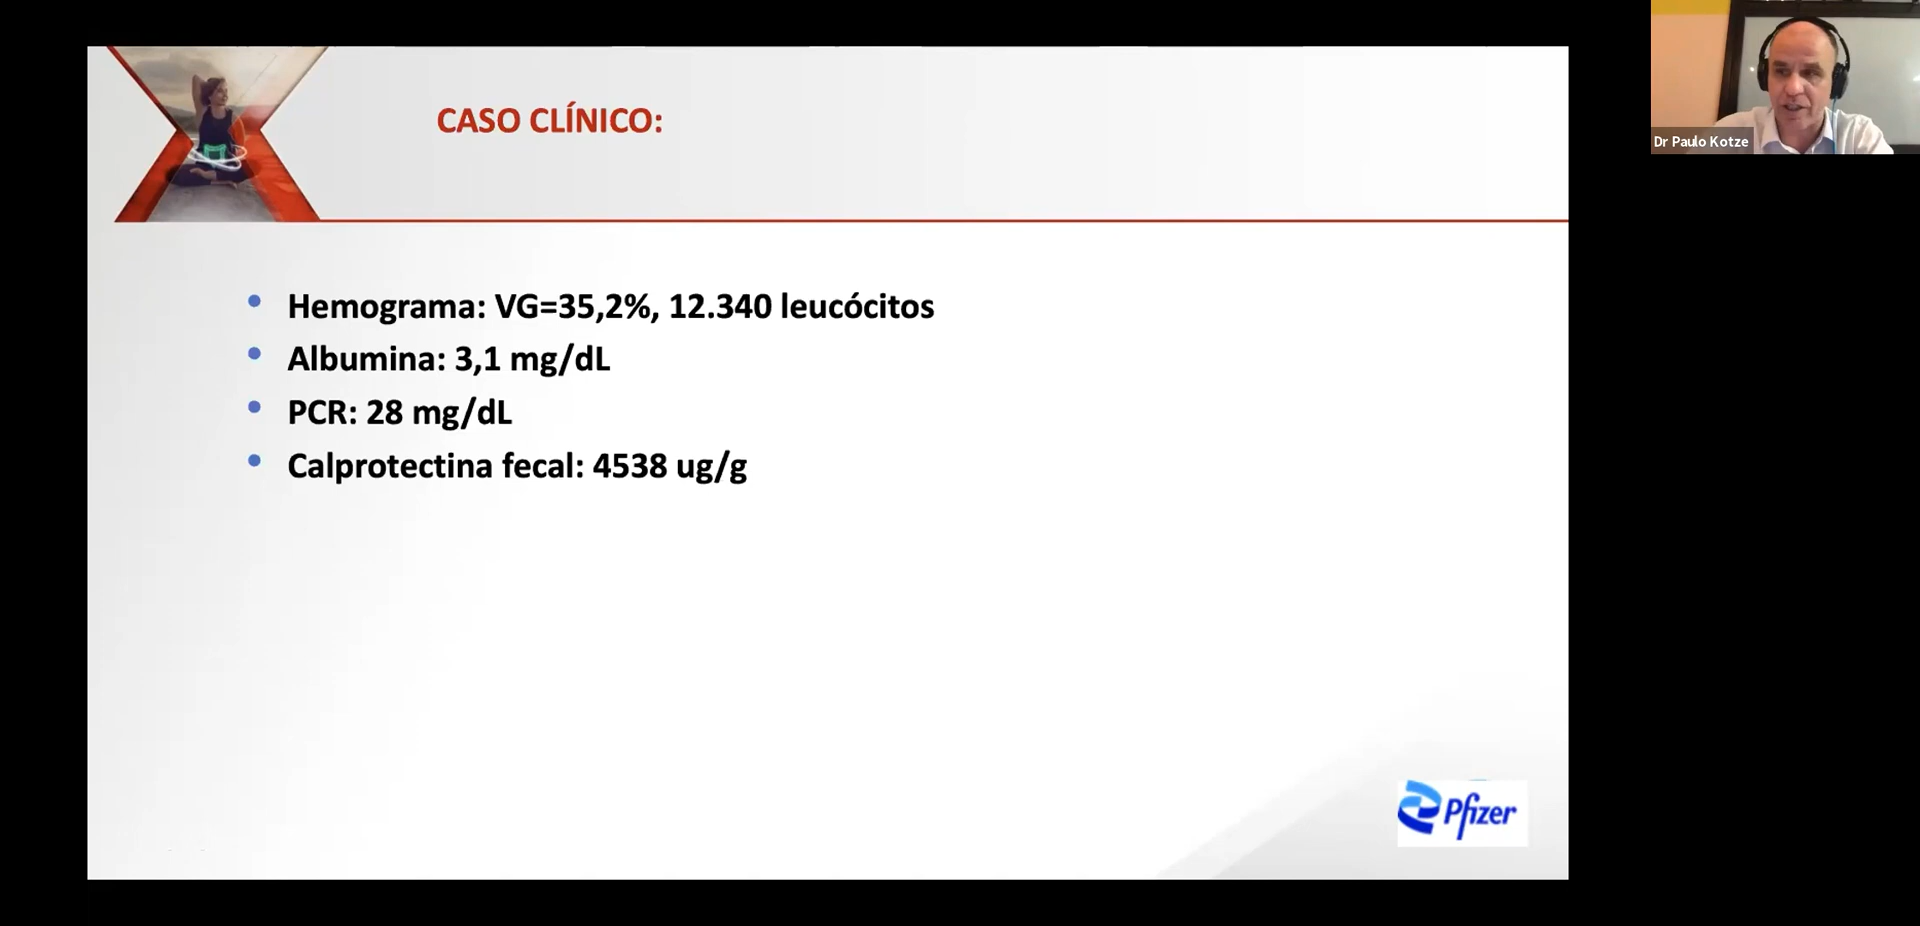 CASO CLÍNICO:
Hemograma: VG=35,2%, 12.340 leucócitos
Albumina: 3,1 mg/dL
PCR: 28 mg/dL
Calprotectina fecal: 4538 ug/g
Pfizer
Dr Paulo Kotze